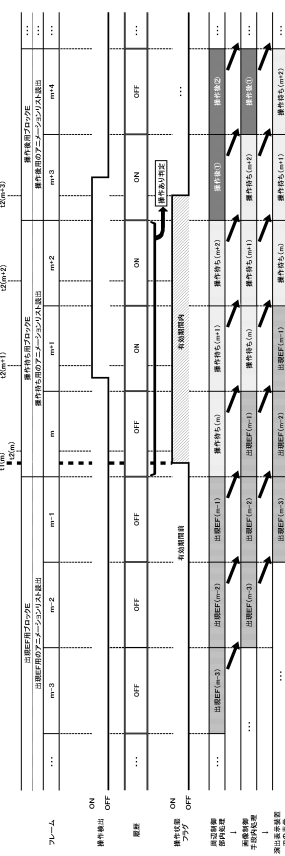 t1(m) t2(m) t2(m+1) t2(m+2) t2(m+3)
出現EF用ブロックE 操作待ち用ブロックE 操作後用ブロックE
出現EF用のアニメーションリスト読出 操作待ち用のアニメーションリスト読出 操作後用のアニメーションリスト読出
フレーム ... m-3 m-2 m-1 m m+1 m+2 m+3 m+4 ...
操作検出 ON
OFF
履歴 ... OFF OFF OFF OFF ON ON ON OFF ...
操作あり判定
操作状態フラグ ON
OFF
有効期間前 有効期間内 ...
周辺制御部内処理 ... 出現EF(m-3) 出現EF(m-2) 出現EF(m-1) 操作待ち(m) 操作待ち(m+1) 操作待ち(m+2) 操作後① 操作後② ...
↓
画像制御手段内処理 ... 出現EF(m-3) 出現EF(m-2) 出現EF(m-1) 操作待ち(m) 操作待ち(m+1) 操作待ち(m+2) 操作後① ...
↓
演出表示装置 ... 出現EF(m-3) 出現EF(m-2) 出現EF(m-1) 操作待ち(m) 操作待ち(m+1) 操作待ち(m+2) ...